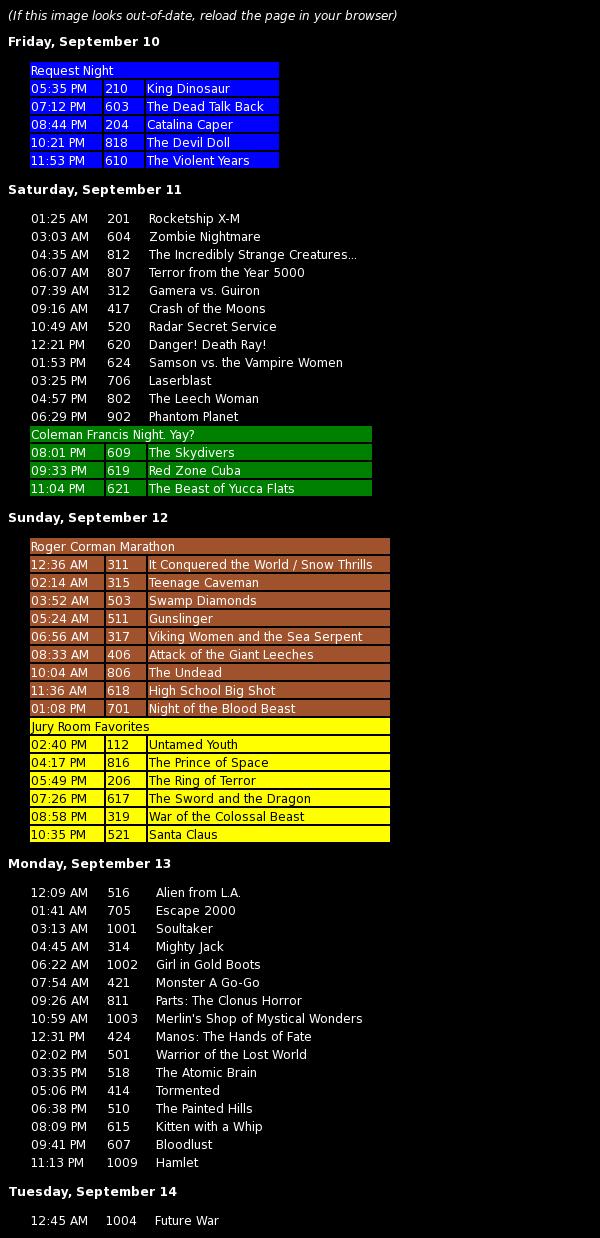 (If this image looks out-of-date, reload the page in your browser)
Friday, September 10
Request Night
05:35 PM 210 King Dinosaur
07:12 PM 603 The Dead Talk Back
08:44 PM 204 Catalina Caper
10:21 PM 818 The Devil Doll
11:53 PM 610 The Violent Years
Saturday, September 11
01:25 AM 201 Rocketship X-M
03:03 AM 604 Zombie Nightmare
04:35 AM 812 The Incredibly Strange Creatures...
06:07 AM 807 Terror from the Year 5000
07:39 AM 312 Gamera vs. Guiron
09:16 AM 417 Crash of the Moons
10:49 AM 520 Radar Secret Service
12:21 PM 620 Danger! Death Ray!
01:53 PM 624 Samson vs. the Vampire Women
03:25 PM 706 Laserblast
04:57 PM 802 The Leech Woman
06:29 PM 902 Phantom Planet
Coleman Francis Night. Yay?
08:01 PM 609 The Skydivers
09:33 PM 619 Red Zone Cuba
11:04 PM 621 The Beast of Yucca Flats
Sunday, September 12
Roger Corman Marathon
12:36 AM 311 It Conquered the World / Snow Thrills
02:14 AM 315 Teenage Caveman
03:52 AM 503 Swamp Diamonds
05:24 AM 511 Gunslinger
06:56 AM 317 Viking Women and the Sea Serpent
08:33 AM 406 Attack of the Giant Leeches
10:04 AM 806 The Undead
11:36 AM 618 High School Big Shot
01:08 PM 701 Night of the Blood Beast
Jury Room Favorites
02:40 PM 112 Untamed Youth
04:17 PM 816 The Prince of Space
05:49 PM 206 The Ring of Terror
07:26 PM 617 The Sword and the Dragon
08:58 PM 319 War of the Colossal Beast
10:35 PM 521 Santa Claus
Monday, September 13
12:09 AM 516 Alien from L.A.
01:41 AM 705 Escape 2000
03:13 AM 1001 Soultaker
04:45 AM 314 Mighty Jack
06:22 AM 1002 Girl in Gold Boots
07:54 AM 421 Monster A Go-Go
09:26 AM 811 Parts: The Clonus Horror
10:59 AM 1003 Merlin's Shop of Mystical Wonders
12:31 PM 424 Manos: The Hands of Fate
02:02 PM 501 Warrior of the Lost World
03:35 PM 518 The Atomic Brain
05:06 PM 414 Tormented
06:38 PM 510 The Painted Hills
08:09 PM 615 Kitten with a Whip
09:41 PM 607 Bloodlust
11:13 PM 1009 Hamlet
Tuesday, September 14
12:45 AM 1004 Future War